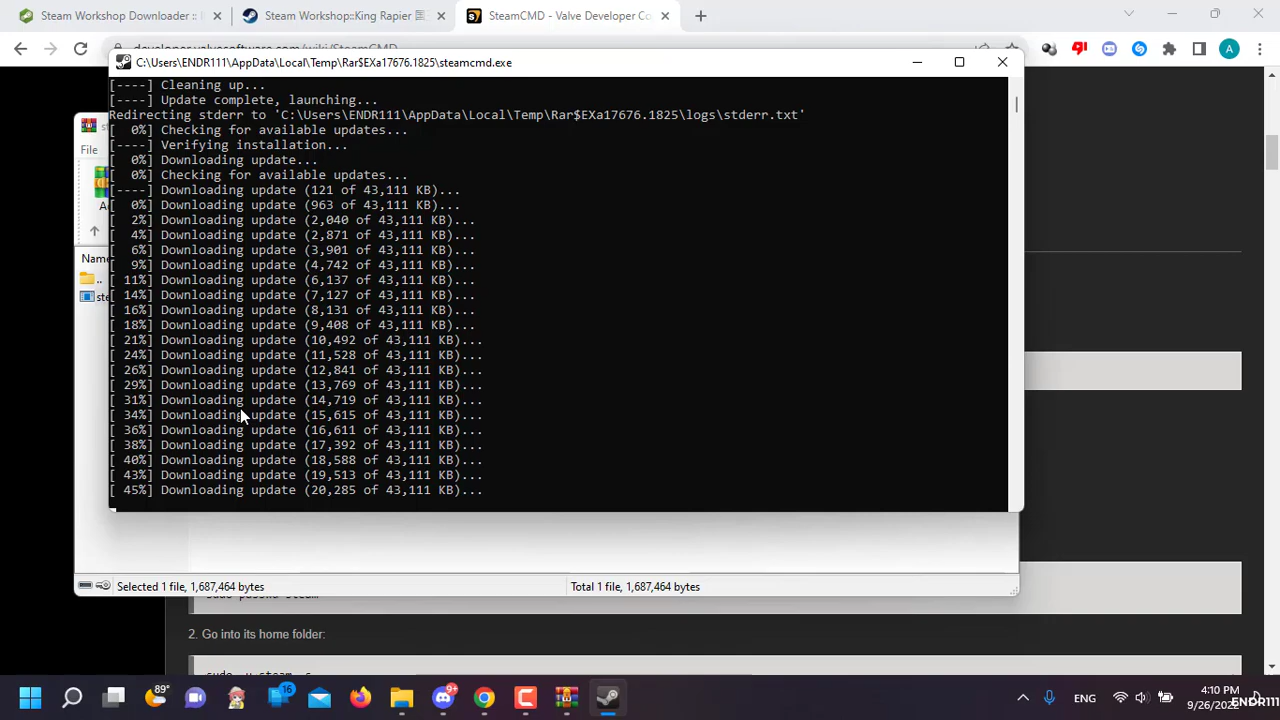 Steam Workshop Downloader :: 
Steam Workshop::King Rapier
SteamCMD - Valve Developer Co
developer.valvesoftware.com/wiki/SteamCMD
A
C:\Users\ENDR111\AppData\Local\Temp\Rar$EXa17676.1825\steamcmd.exe
[----] Cleaning up...
[----] Update complete, launching...
Redirecting stderr to 'C:\Users\ENDR111\AppData\Local\Temp\Rar$EXa17676.1825\logs\stderr.txt'
[ 0%] Checking for available updates...
[----] Verifying installation...
[ 0%] Downloading update...
[ 0%] Checking for available updates...
[----] Downloading update (121 of 43,111 KB)...
[ 0%] Downloading update (963 of 43,111 KB)...
[ 2%] Downloading update (2,040 of 43,111 KB)...
[ 4%] Downloading update (2,871 of 43,111 KB)...
[ 6%] Downloading update (3,901 of 43,111 KB)...
[ 9%] Downloading update (4,742 of 43,111 KB)...
[ 11%] Downloading update (6,137 of 43,111 KB)...
[ 14%] Downloading update (7,127 of 43,111 KB)...
[ 16%] Downloading update (8,131 of 43,111 KB)...
[ 18%] Downloading update (9,408 of 43,111 KB)...
[ 21%] Downloading update (10,492 of 43,111 KB)...
[ 24%] Downloading update (11,528 of 43,111 KB)...
[ 26%] Downloading update (12,841 of 43,111 KB)...
[ 29%] Downloading update (13,769 of 43,111 KB)...
[ 31%] Downloading update (14,719 of 43,111 KB)...
[ 34%] Downloading update (15,615 of 43,111 KB)...
[ 36%] Downloading update (16,611 of 43,111 KB)...
[ 38%] Downloading update (17,392 of 43,111 KB)...
[ 40%] Downloading update (18,588 of 43,111 KB)...
[ 43%] Downloading update (19,513 of 43,111 KB)...
[ 45%] Downloading update (20,285 of 43,111 KB)...
File
Name
..
Selected 1 file, 1,687,464 bytes
Total 1 file, 1,687,464 bytes
sudo passwd steam
2. Go into its home folder:
89°
16
9+
ENG
4:10 PM
9/26/2022
ENDR111